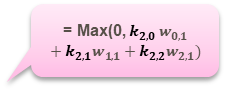 = Max(0, k₂,₀ w₀,₁
+ k₂,₁w₁,₁ + k₂,₂w₂,₁)